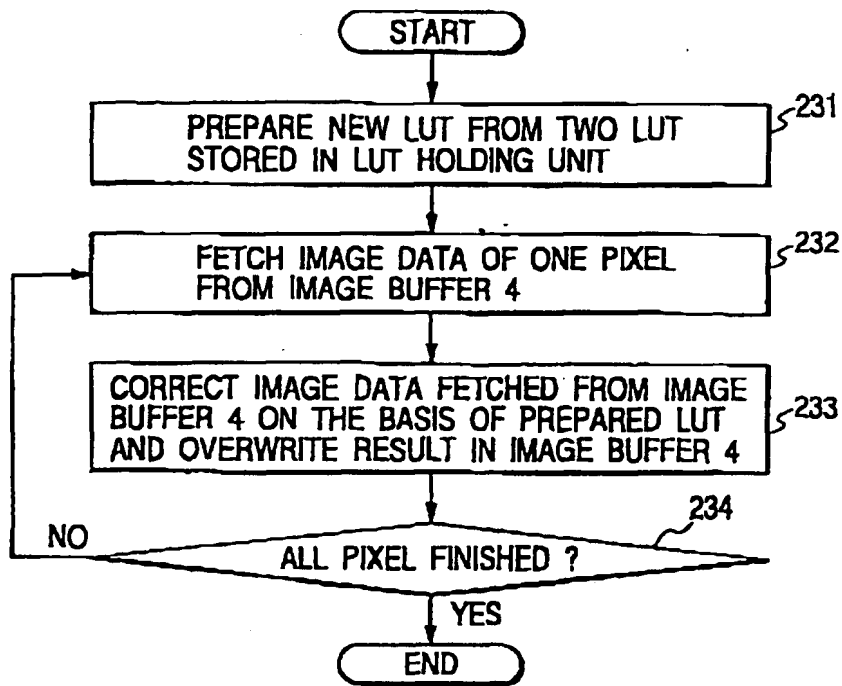 START
PREPARE NEW LUT FROM TWO LUT
STORED IN LUT HOLDING UNIT
231
FETCH IMAGE DATA OF ONE PIXEL
FROM IMAGE BUFFER 4
232
CORRECT IMAGE DATA FETCHED FROM IMAGE
BUFFER 4 ON THE BASIS OF PREPARED LUT
AND OVERWRITE RESULT IN IMAGE BUFFER 4
233
234
NO
ALL PIXEL FINISHED ?
YES
END